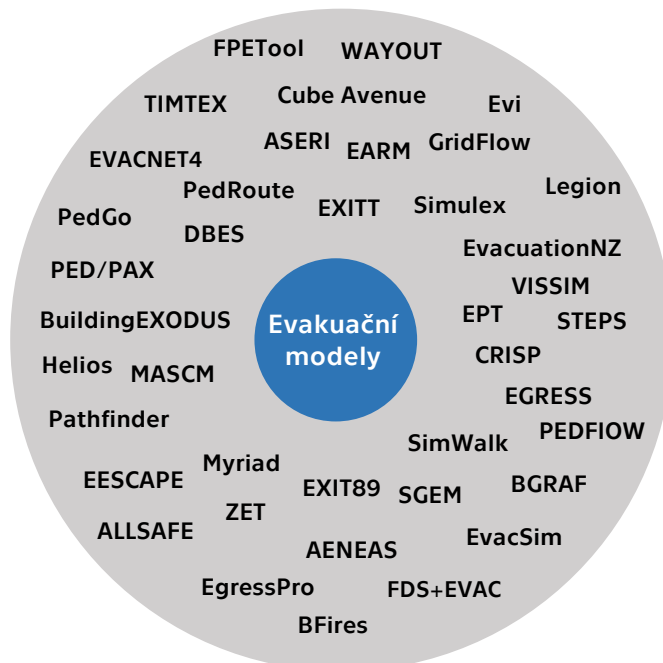 FPETool
WAYOUT
Cube Avenue
TIMTEX
Evi
ASERI
EARM
GridFlow
EVACNET4
PedRoute
Legion
EXITT
Simulex
PedGo
DBES
EvacuationNZ
PED/PAX
VISSIM
BuildingEXODUS
EPT
STEPS
Evakuační
modely
Helios
MASCM
CRISP
EGRESS
Pathfinder
PEDFIOW
SimWalk
Myriad
EESCAPE
EXIT89
SGEM
BGRAF
ZET
ALLSAFE
EvacSim
AENEAS
EgressPro
FDS+EVAC
BFires